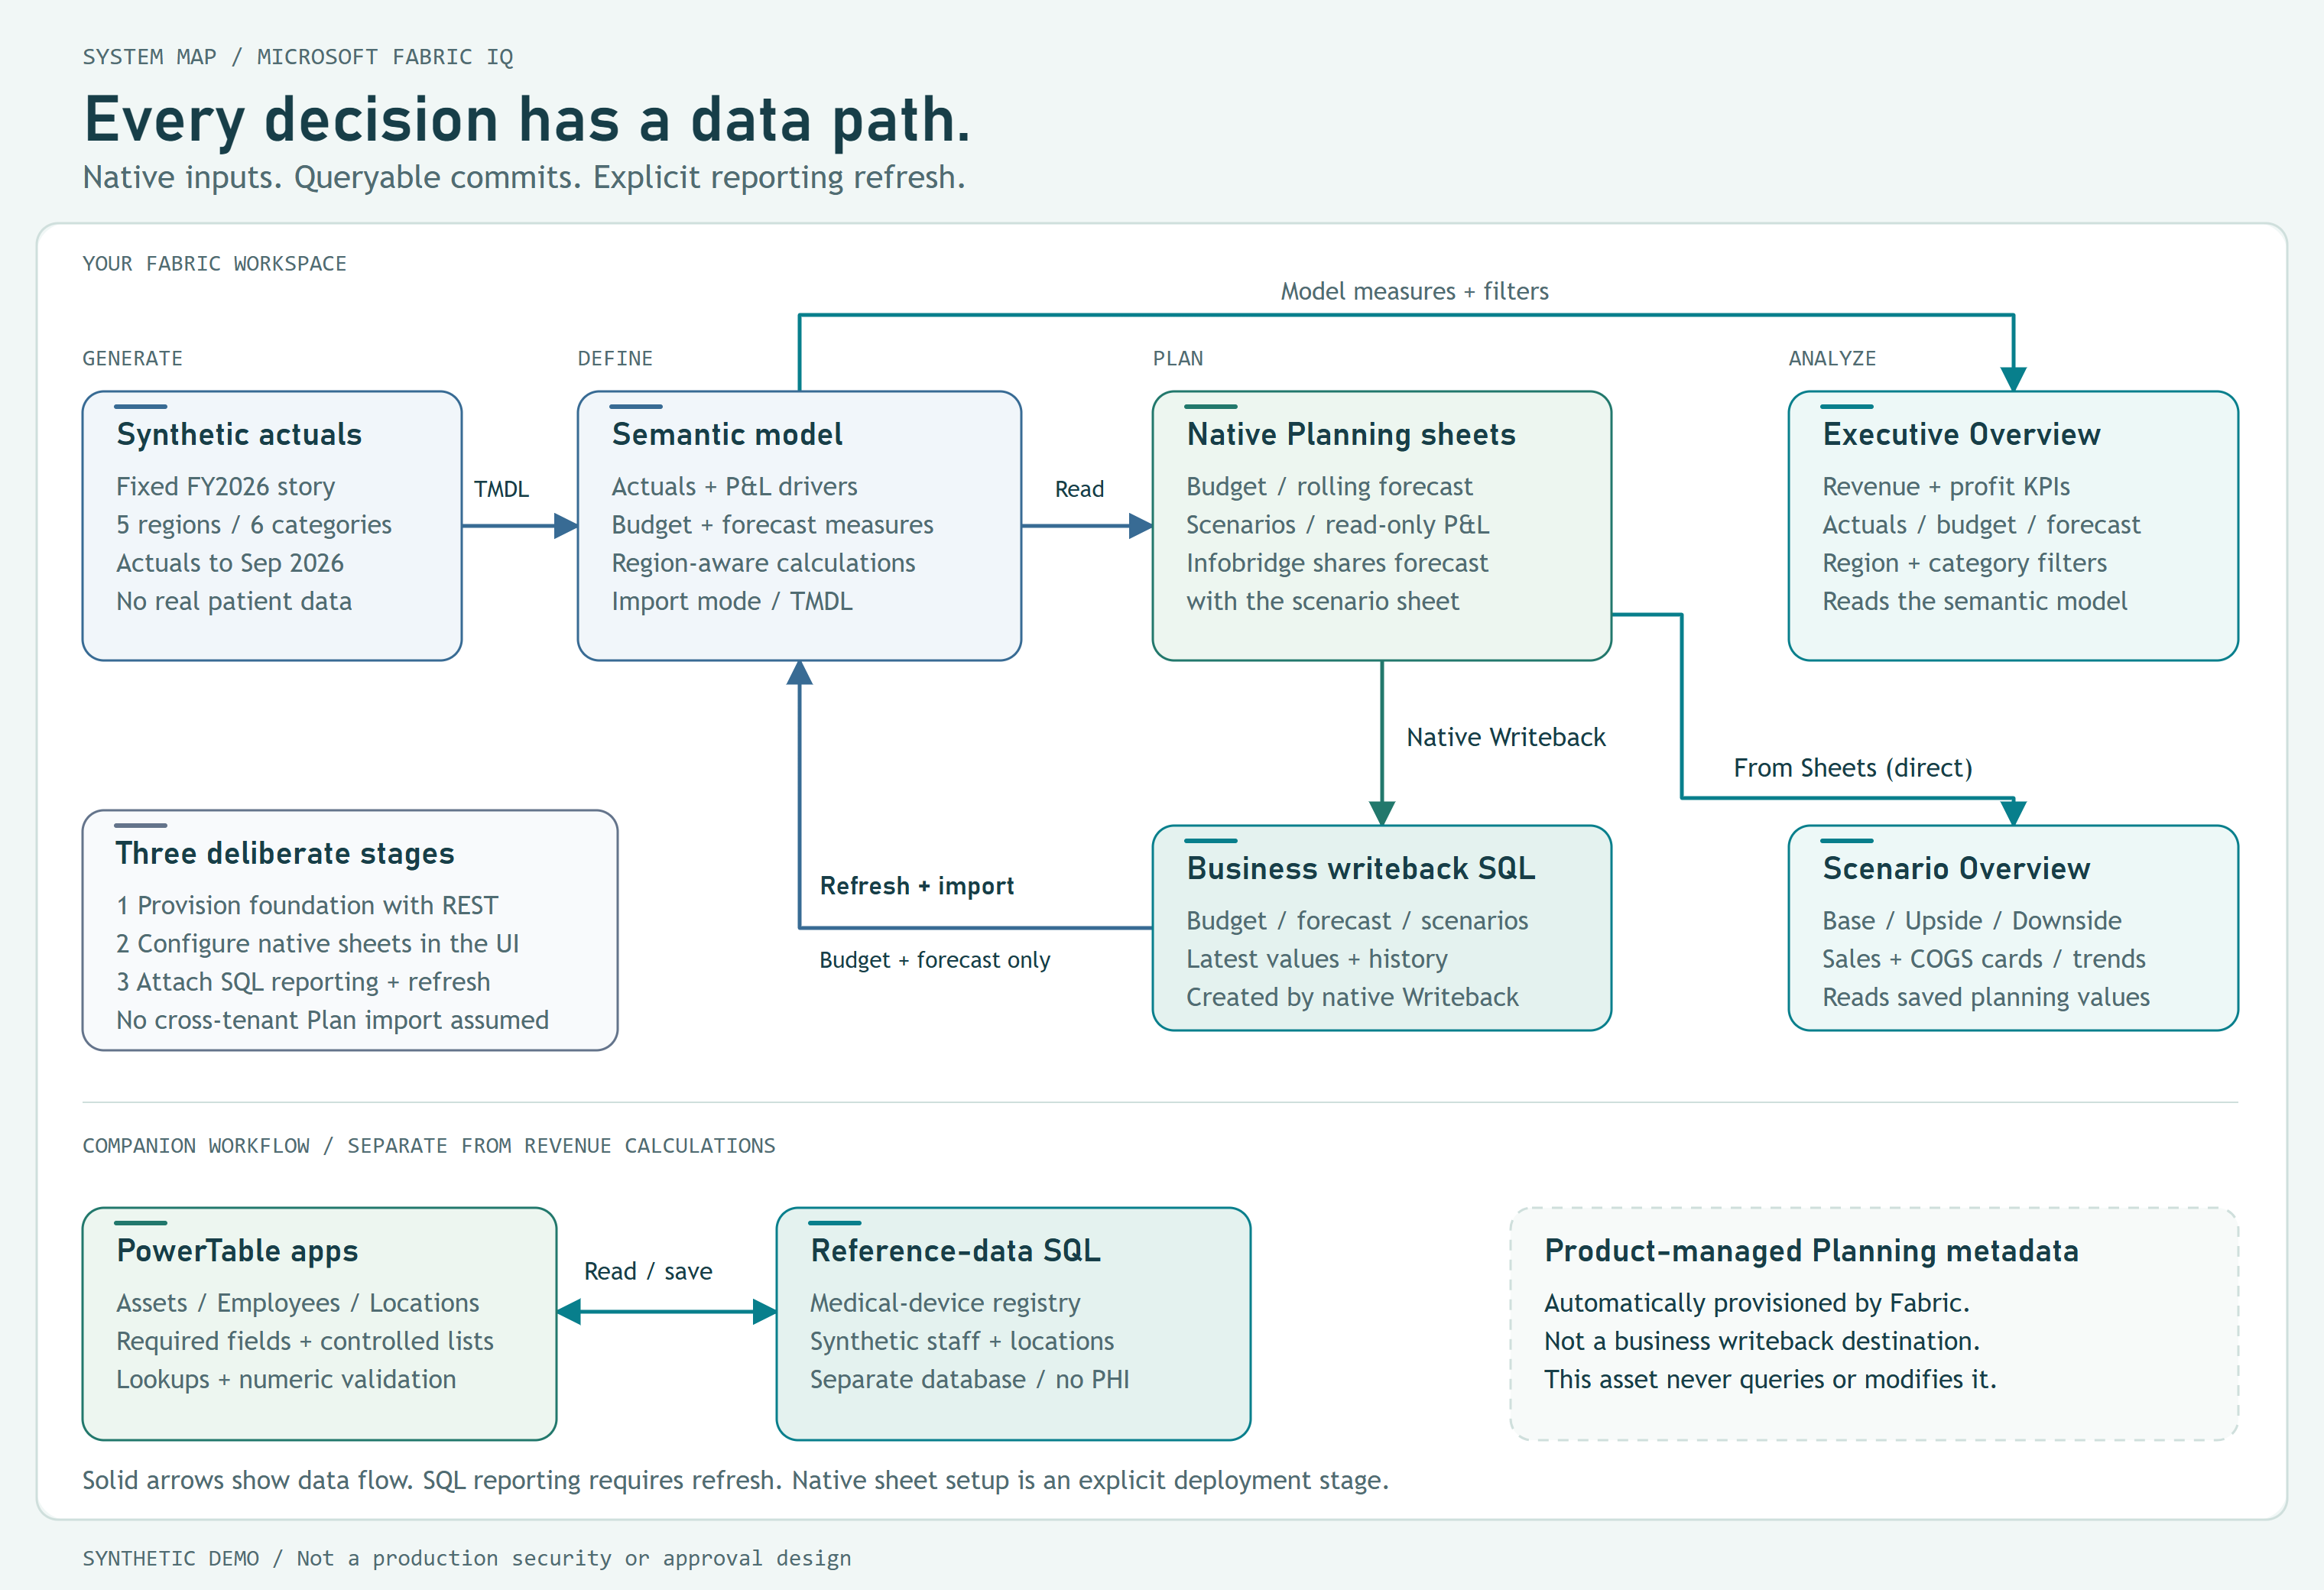 SYSTEM MAP / MICROSOFT FABRIC IQ
Every decision has a data path.
Native inputs. Queryable commits. Explicit reporting refresh.
YOUR FABRIC WORKSPACE
Model measures + filters
GENERATE
Synthetic actuals
Fixed FY2026 story
5 regions / 6 categories
Actuals to Sep 2026
No real patient data
TMDL
DEFINE
Semantic model
Actuals + P&L drivers
Budget + forecast measures
Region-aware calculations
Import mode / TMDL
Read
PLAN
Native Planning sheets
Budget / rolling forecast
Scenarios / read-only P&L
Infobridge shares forecast
with the scenario sheet
ANALYZE
Executive Overview
Revenue + profit KPIs
Actuals / budget / forecast
Region + category filters
Reads the semantic model
Native Writeback
From Sheets (direct)
Three deliberate stages
1 Provision foundation with REST
2 Configure native sheets in the UI
3 Attach SQL reporting + refresh
No cross-tenant Plan import assumed
Refresh + import
Budget + forecast only
Business writeback SQL
Budget / forecast / scenarios
Latest values + history
Created by native Writeback
Scenario Overview
Base / Upside / Downside
Sales + COGS cards / trends
Reads saved planning values
COMPANION WORKFLOW / SEPARATE FROM REVENUE CALCULATIONS
PowerTable apps
Assets / Employees / Locations
Required fields + controlled lists
Lookups + numeric validation
Read / save
Reference-data SQL
Medical-device registry
Synthetic staff + locations
Separate database / no PHI
Product-managed Planning metadata
Automatically provisioned by Fabric.
Not a business writeback destination.
This asset never queries or modifies it.
Solid arrows show data flow. SQL reporting requires refresh. Native sheet setup is an explicit deployment stage.
SYNTHETIC DEMO / Not a production security or approval design